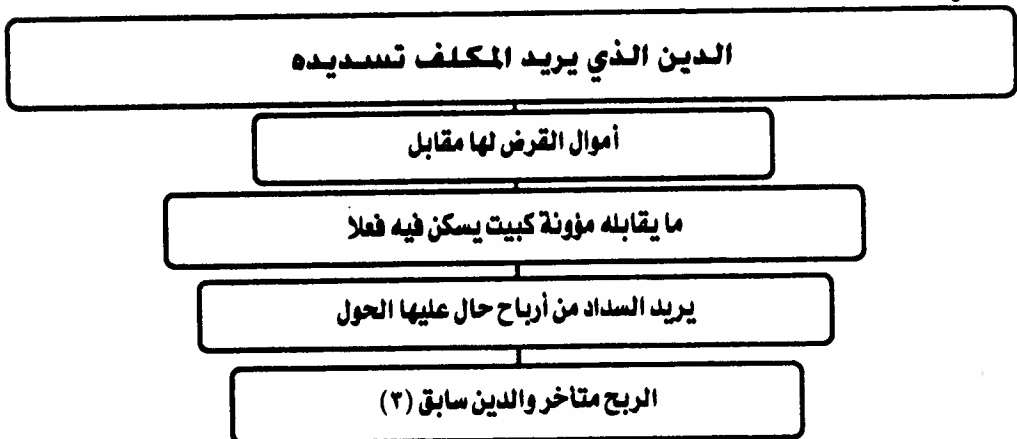 الدين الذي يريد المكلف تسديده
أموال القرض لها مقابل
ما يقابله مؤونة كبيت يسكن فيه فعلا
يريد السداد من أرباح حال عليها الحول
الربح متأخر والدين سابق (٣)